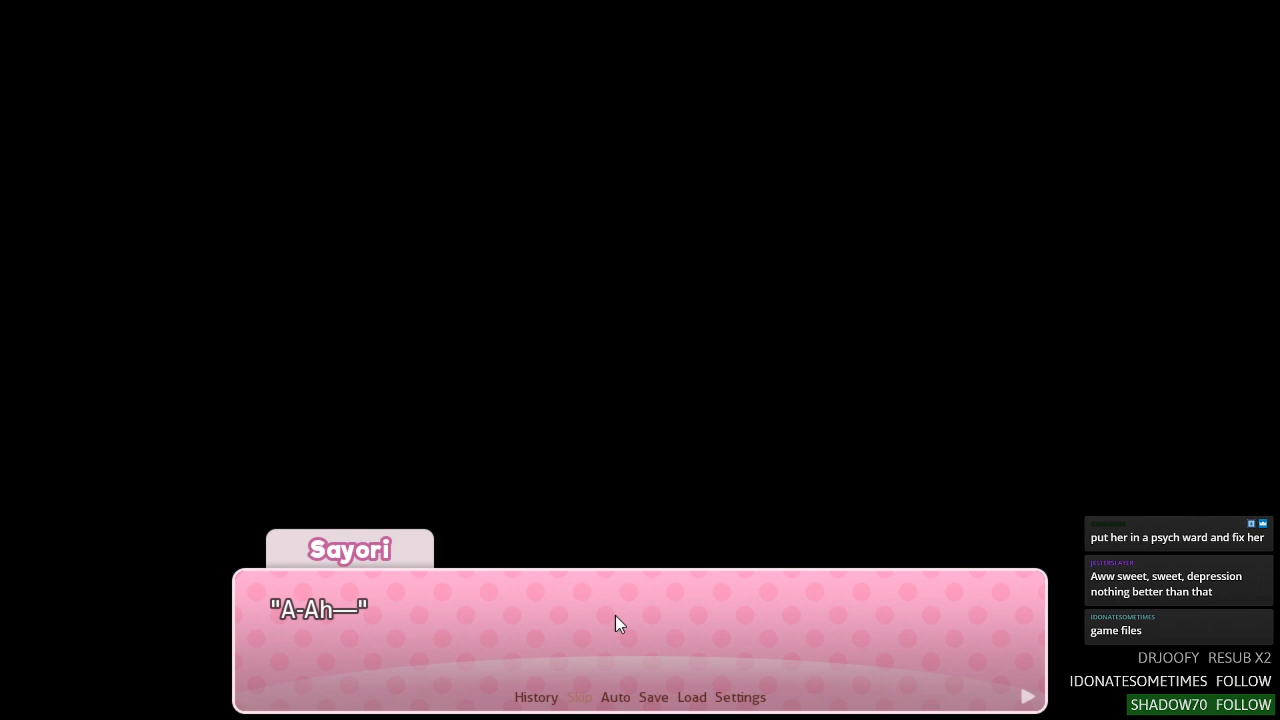 Sayori
"A-Ah—"
History Skip Auto Save Load Settings
put her in a psych ward and fix her
JESTERSLAYER
Aww sweet, sweet, depression
nothing better than that
IDONATESOMETIMES
game files
DRJOOFY RESUB X2
IDONATESOMETIMES FOLLOW
SHADOW70 FOLLOW